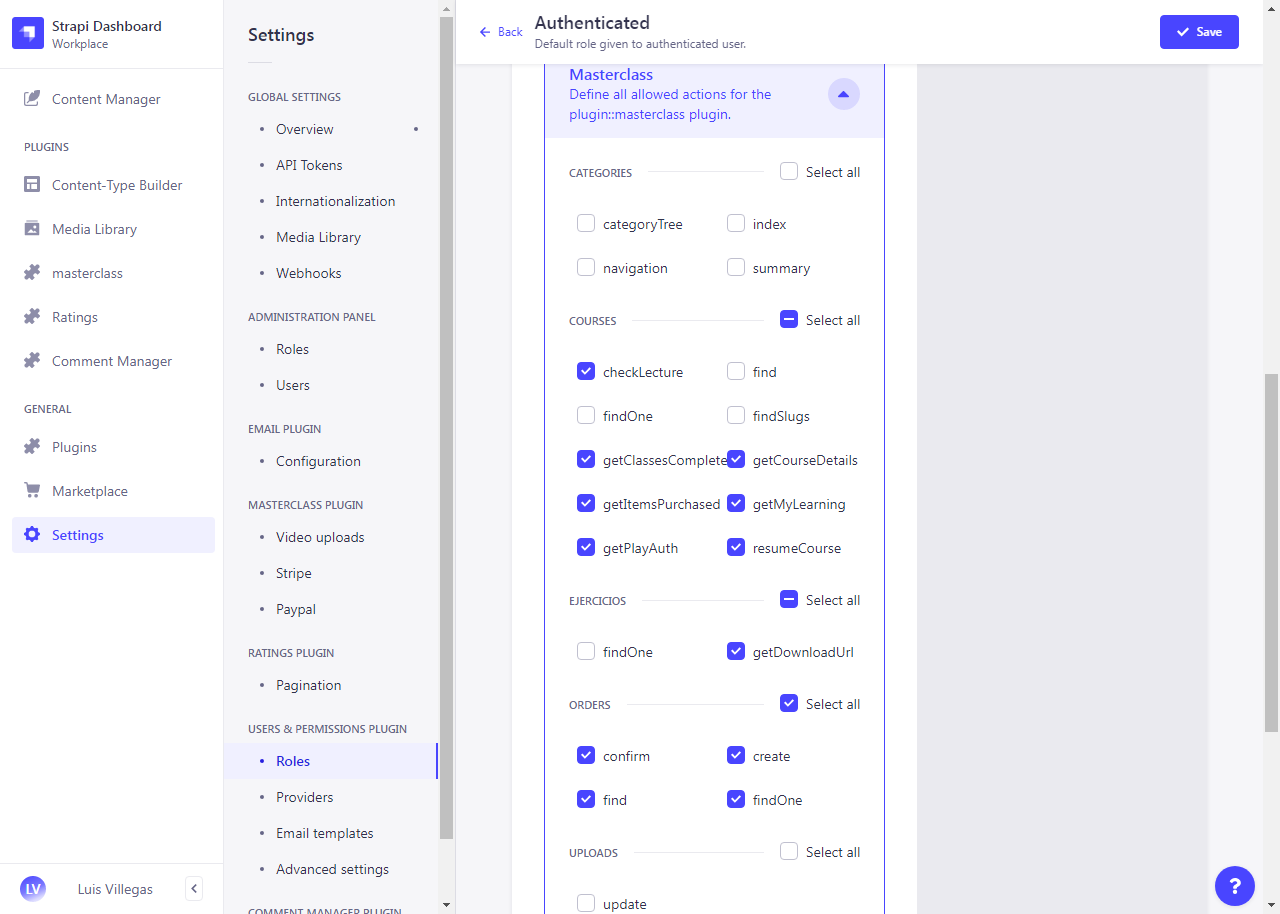 Strapi Dashboard
Workplace
Content Manager
PLUGINS
Content-Type Builder
Media Library
masterclass
Ratings
Comment Manager
GENERAL
Plugins
Marketplace
Settings
LV
Luis Villegas
Settings
GLOBAL SETTINGS
Overview
API Tokens
Internationalization
Media Library
Webhooks
ADMINISTRATION PANEL
Roles
Users
EMAIL PLUGIN
Configuration
MASTERCLASS PLUGIN
Video uploads
Stripe
Paypal
RATINGS PLUGIN
Pagination
USERS & PERMISSIONS PLUGIN
Roles
Providers
Email templates
Advanced settings
COMMENT MANAGER PLUGIN
Back
Authenticated
Default role given to authenticated user.
Save
Masterclass
Define all allowed actions for the
plugin::masterclass plugin.
CATEGORIES Select all
categoryTree index
navigation summary
COURSES Select all
checkLecture find
findOne findSlugs
getClassesComplete getCourseDetails
getItemsPurchased getMyLearning
getPlayAuth resumeCourse
EJERCICIOS Select all
findOne getDownloadUrl
ORDERS Select all
confirm create
find findOne
UPLOADS Select all
update
?